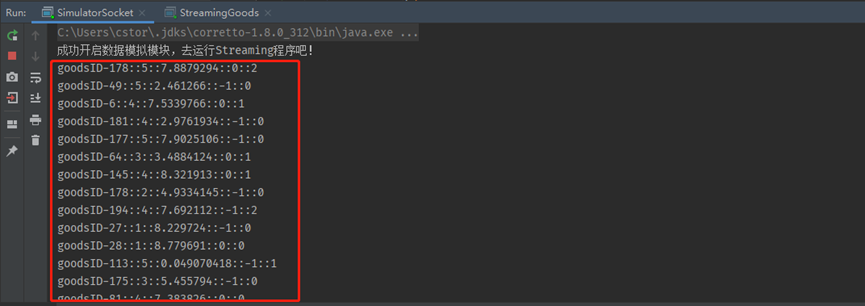 Run: SimulatorSocket × StreamingGoods ×
C:\Users\cstor\.jdks\corretto-1.8.0_312\bin\java.exe ...
成功开启数据模拟模块，去运行Streaming程序吧！
goodsID-178::5::7.8879294::0::2
goodsID-49::5::2.461266::-1::0
goodsID-6::4::7.5339766::0::1
goodsID-181::4::2.9761934::-1::0
goodsID-177::5::7.9025106::-1::0
goodsID-64::3::3.4884124::0::1
goodsID-145::4::8.321913::0::1
goodsID-178::2::4.9334145::-1::0
goodsID-194::4::7.692112::-1::2
goodsID-27::1::8.229724::-1::0
goodsID-28::1::8.779691::0::0
goodsID-113::5::0.049070418::-1::1
goodsID-175::3::5.455794::-1::0
goodsID-81::4::7.383826::0::0